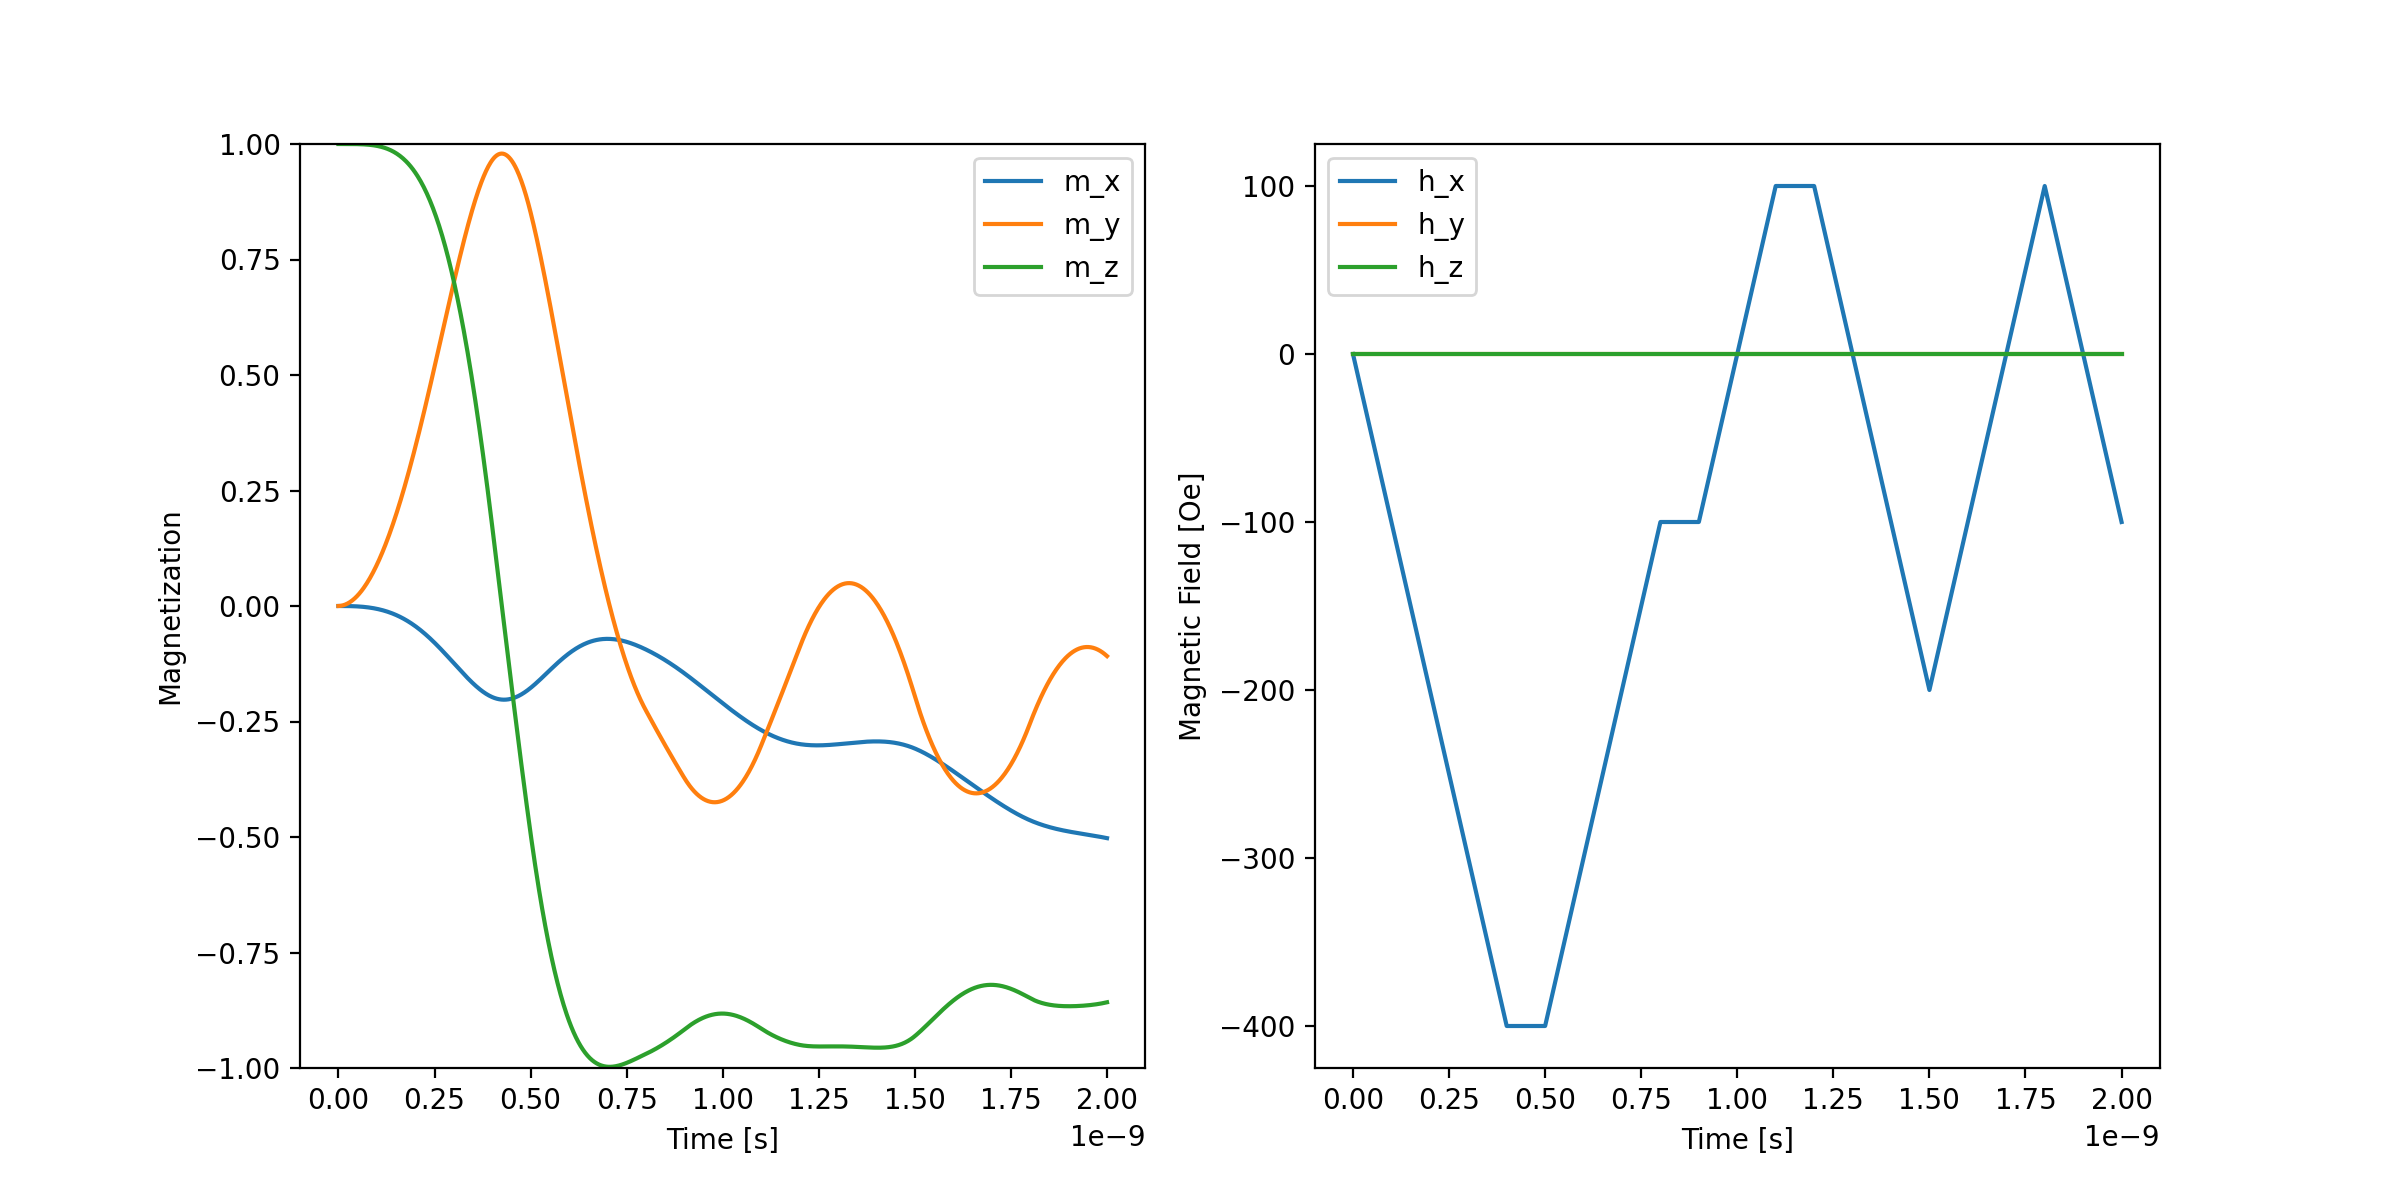 1.00
0.75
0.50
0.25
0.00
−0.25
−0.50
−0.75
−1.00
Magnetization
m_x
m_y
m_z
0.00 0.25 0.50 0.75 1.00 1.25 1.50 1.75 2.00
Time [s]
1e−9
100
0
−100
−200
−300
−400
Magnetic Field [Oe]
h_x
h_y
h_z
0.00 0.25 0.50 0.75 1.00 1.25 1.50 1.75 2.00
Time [s]
1e−9